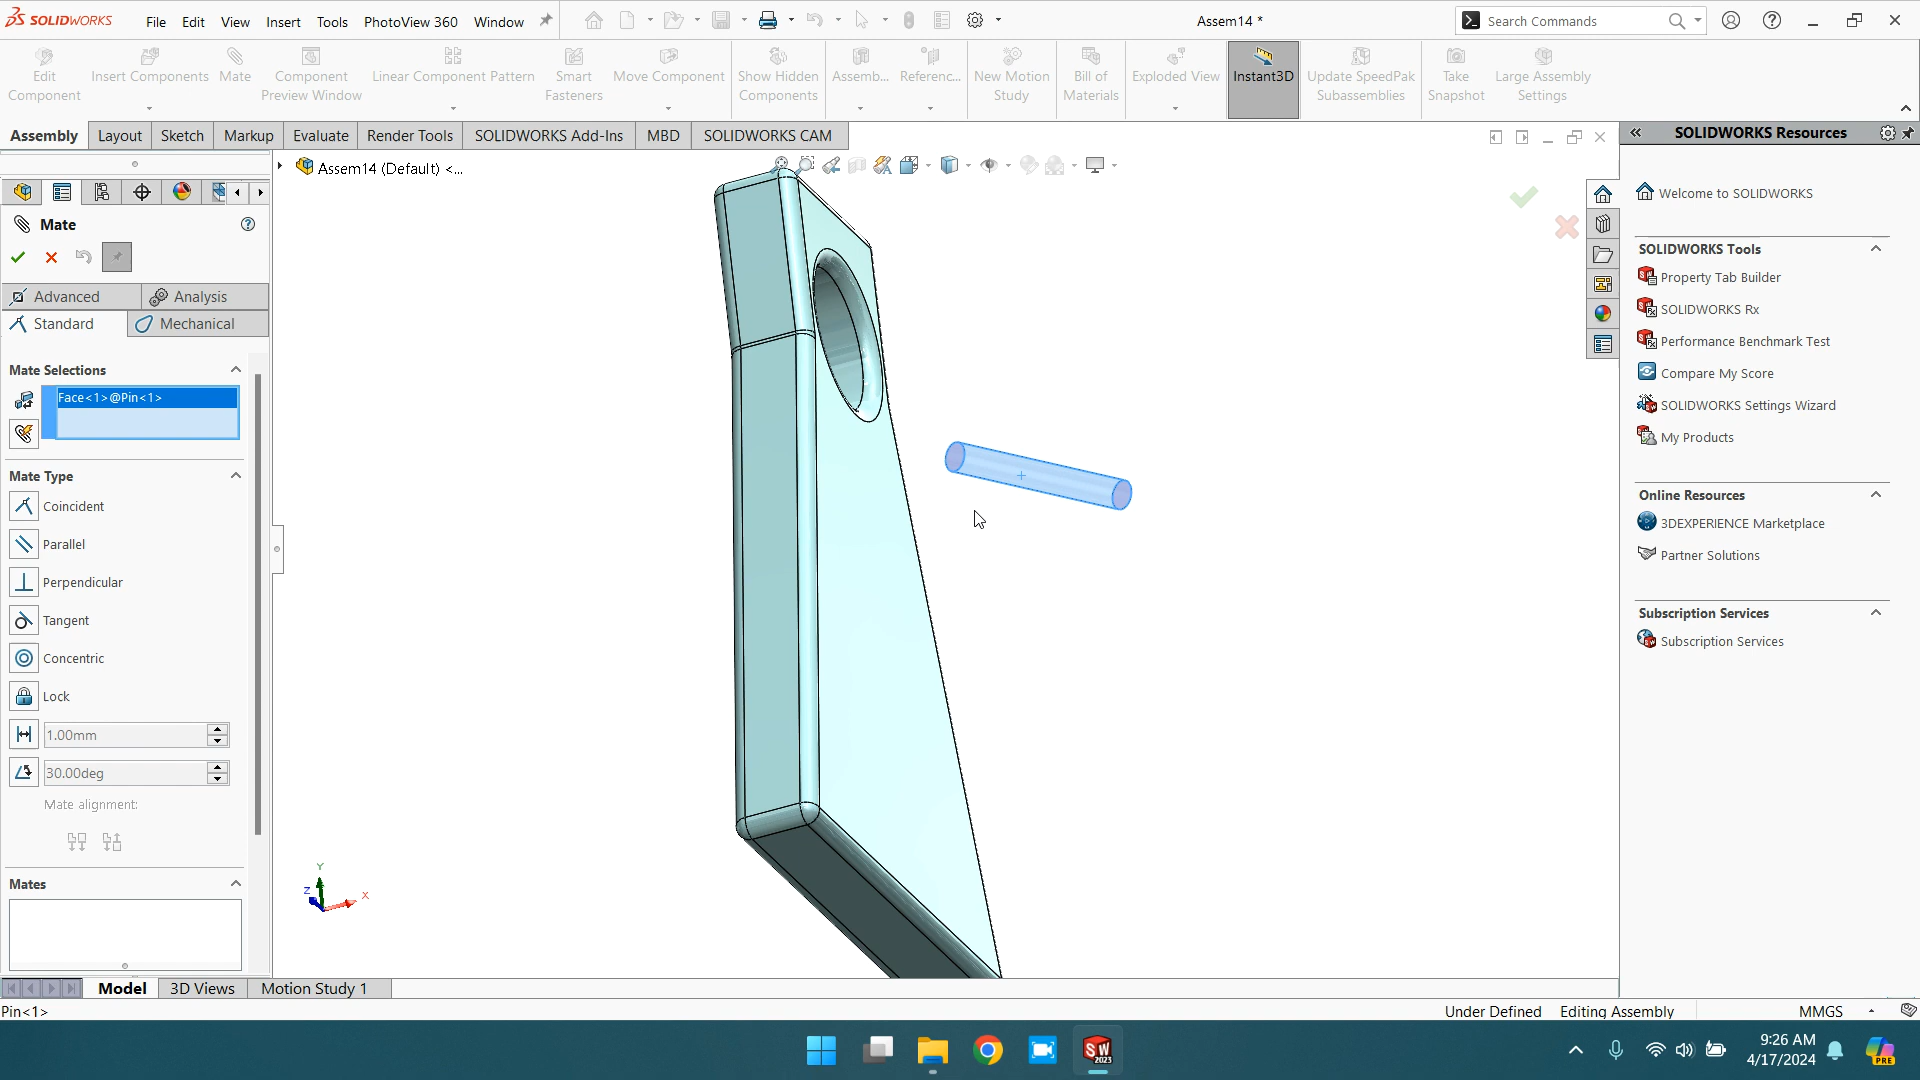 SOLIDWORKS File Edit View Insert Tools PhotoView 360 Window Assem14 * Search Commands
Edit Component
Insert Components
Mate
Component Preview Window
Linear Component Pattern
Smart Fasteners
Move Component
Show Hidden Components
Assemb...
Referenc...
New Motion Study
Bill of Materials
Exploded View
Instant3D
Update SpeedPak Subassemblies
Take Snapshot
Large Assembly Settings
Assembly Layout Sketch Markup Evaluate Render Tools SOLIDWORKS Add-Ins MBD SOLIDWORKS CAM
Assem14 (Default) <...
Mate
Advanced Analysis
Standard Mechanical
Mate Selections
Face<1>@Pin<1>
Mate Type
Coincident
Parallel
Perpendicular
Tangent
Concentric
Lock
1.00mm
30.00deg
Mate alignment:
Mates
Y
Z X
Model 3D Views Motion Study 1
Pin<1>
Under Defined Editing Assembly MMGS
SOLIDWORKS Resources
Welcome to SOLIDWORKS
SOLIDWORKS Tools
Property Tab Builder
SOLIDWORKS Rx
Performance Benchmark Test
Compare My Score
SOLIDWORKS Settings Wizard
My Products
Online Resources
3DEXPERIENCE Marketplace
Partner Solutions
Subscription Services
Subscription Services
SW
2023
9:26 AM
4/17/2024
PRE